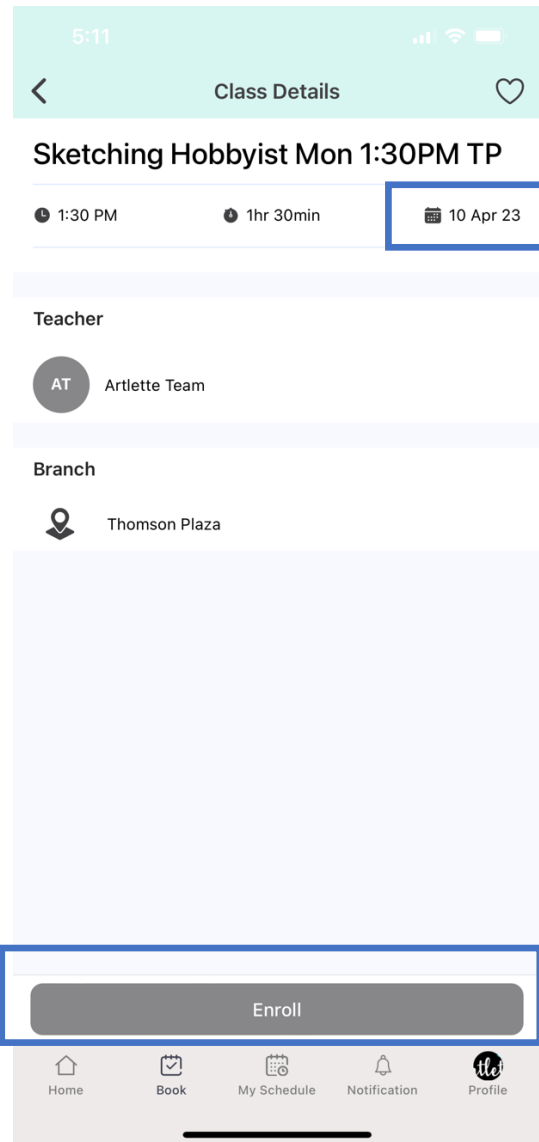 5:11
Class Details
Sketching Hobbyist Mon 1:30PM TP
1:30 PM 1hr 30min 10 Apr 23
Teacher
AT Artlette Team
Branch
Thomson Plaza
Enroll
tlet
Home Book My Schedule Notification Profile